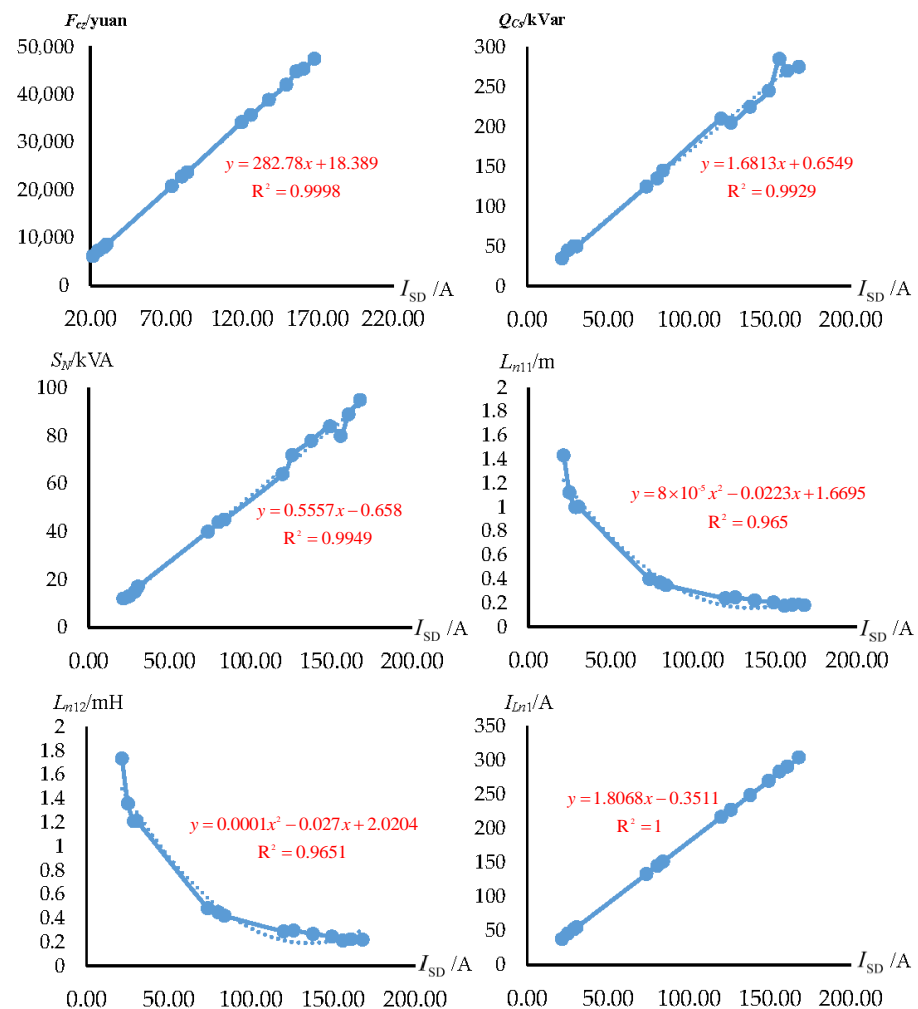 F_cz/yuan
50,000
40,000
30,000
20,000
10,000
0
y = 282.78x + 18.389
R² = 0.9998
I_SD /A
20.00 70.00 120.00 170.00 220.00
Q_Cs/kVar
300
250
200
150
100
50
0
y = 1.6813x + 0.6549
R² = 0.9929
I_SD /A
0.00 50.00 100.00 150.00 200.00
S_N/kVA
100
80
60
40
20
0
y = 0.5557x − 0.658
R² = 0.9949
I_SD /A
0.00 50.00 100.00 150.00 200.00
L_n11/m
2
1.8
1.6
1.4
1.2
1
0.8
0.6
0.4
0.2
0
y = 8×10⁻⁵ x² − 0.0223x + 1.6695
R² = 0.965
I_SD /A
0.00 50.00 100.00 150.00 200.00
L_n12/mH
2
1.8
1.6
1.4
1.2
1
0.8
0.6
0.4
0.2
0
y = 0.0001x² − 0.027x + 2.0204
R² = 0.9651
I_SD /A
0.00 50.00 100.00 150.00 200.00
I_Ln1/A
350
300
250
200
150
100
50
0
y = 1.8068x − 0.3511
R² = 1
I_SD /A
0.00 50.00 100.00 150.00 200.00